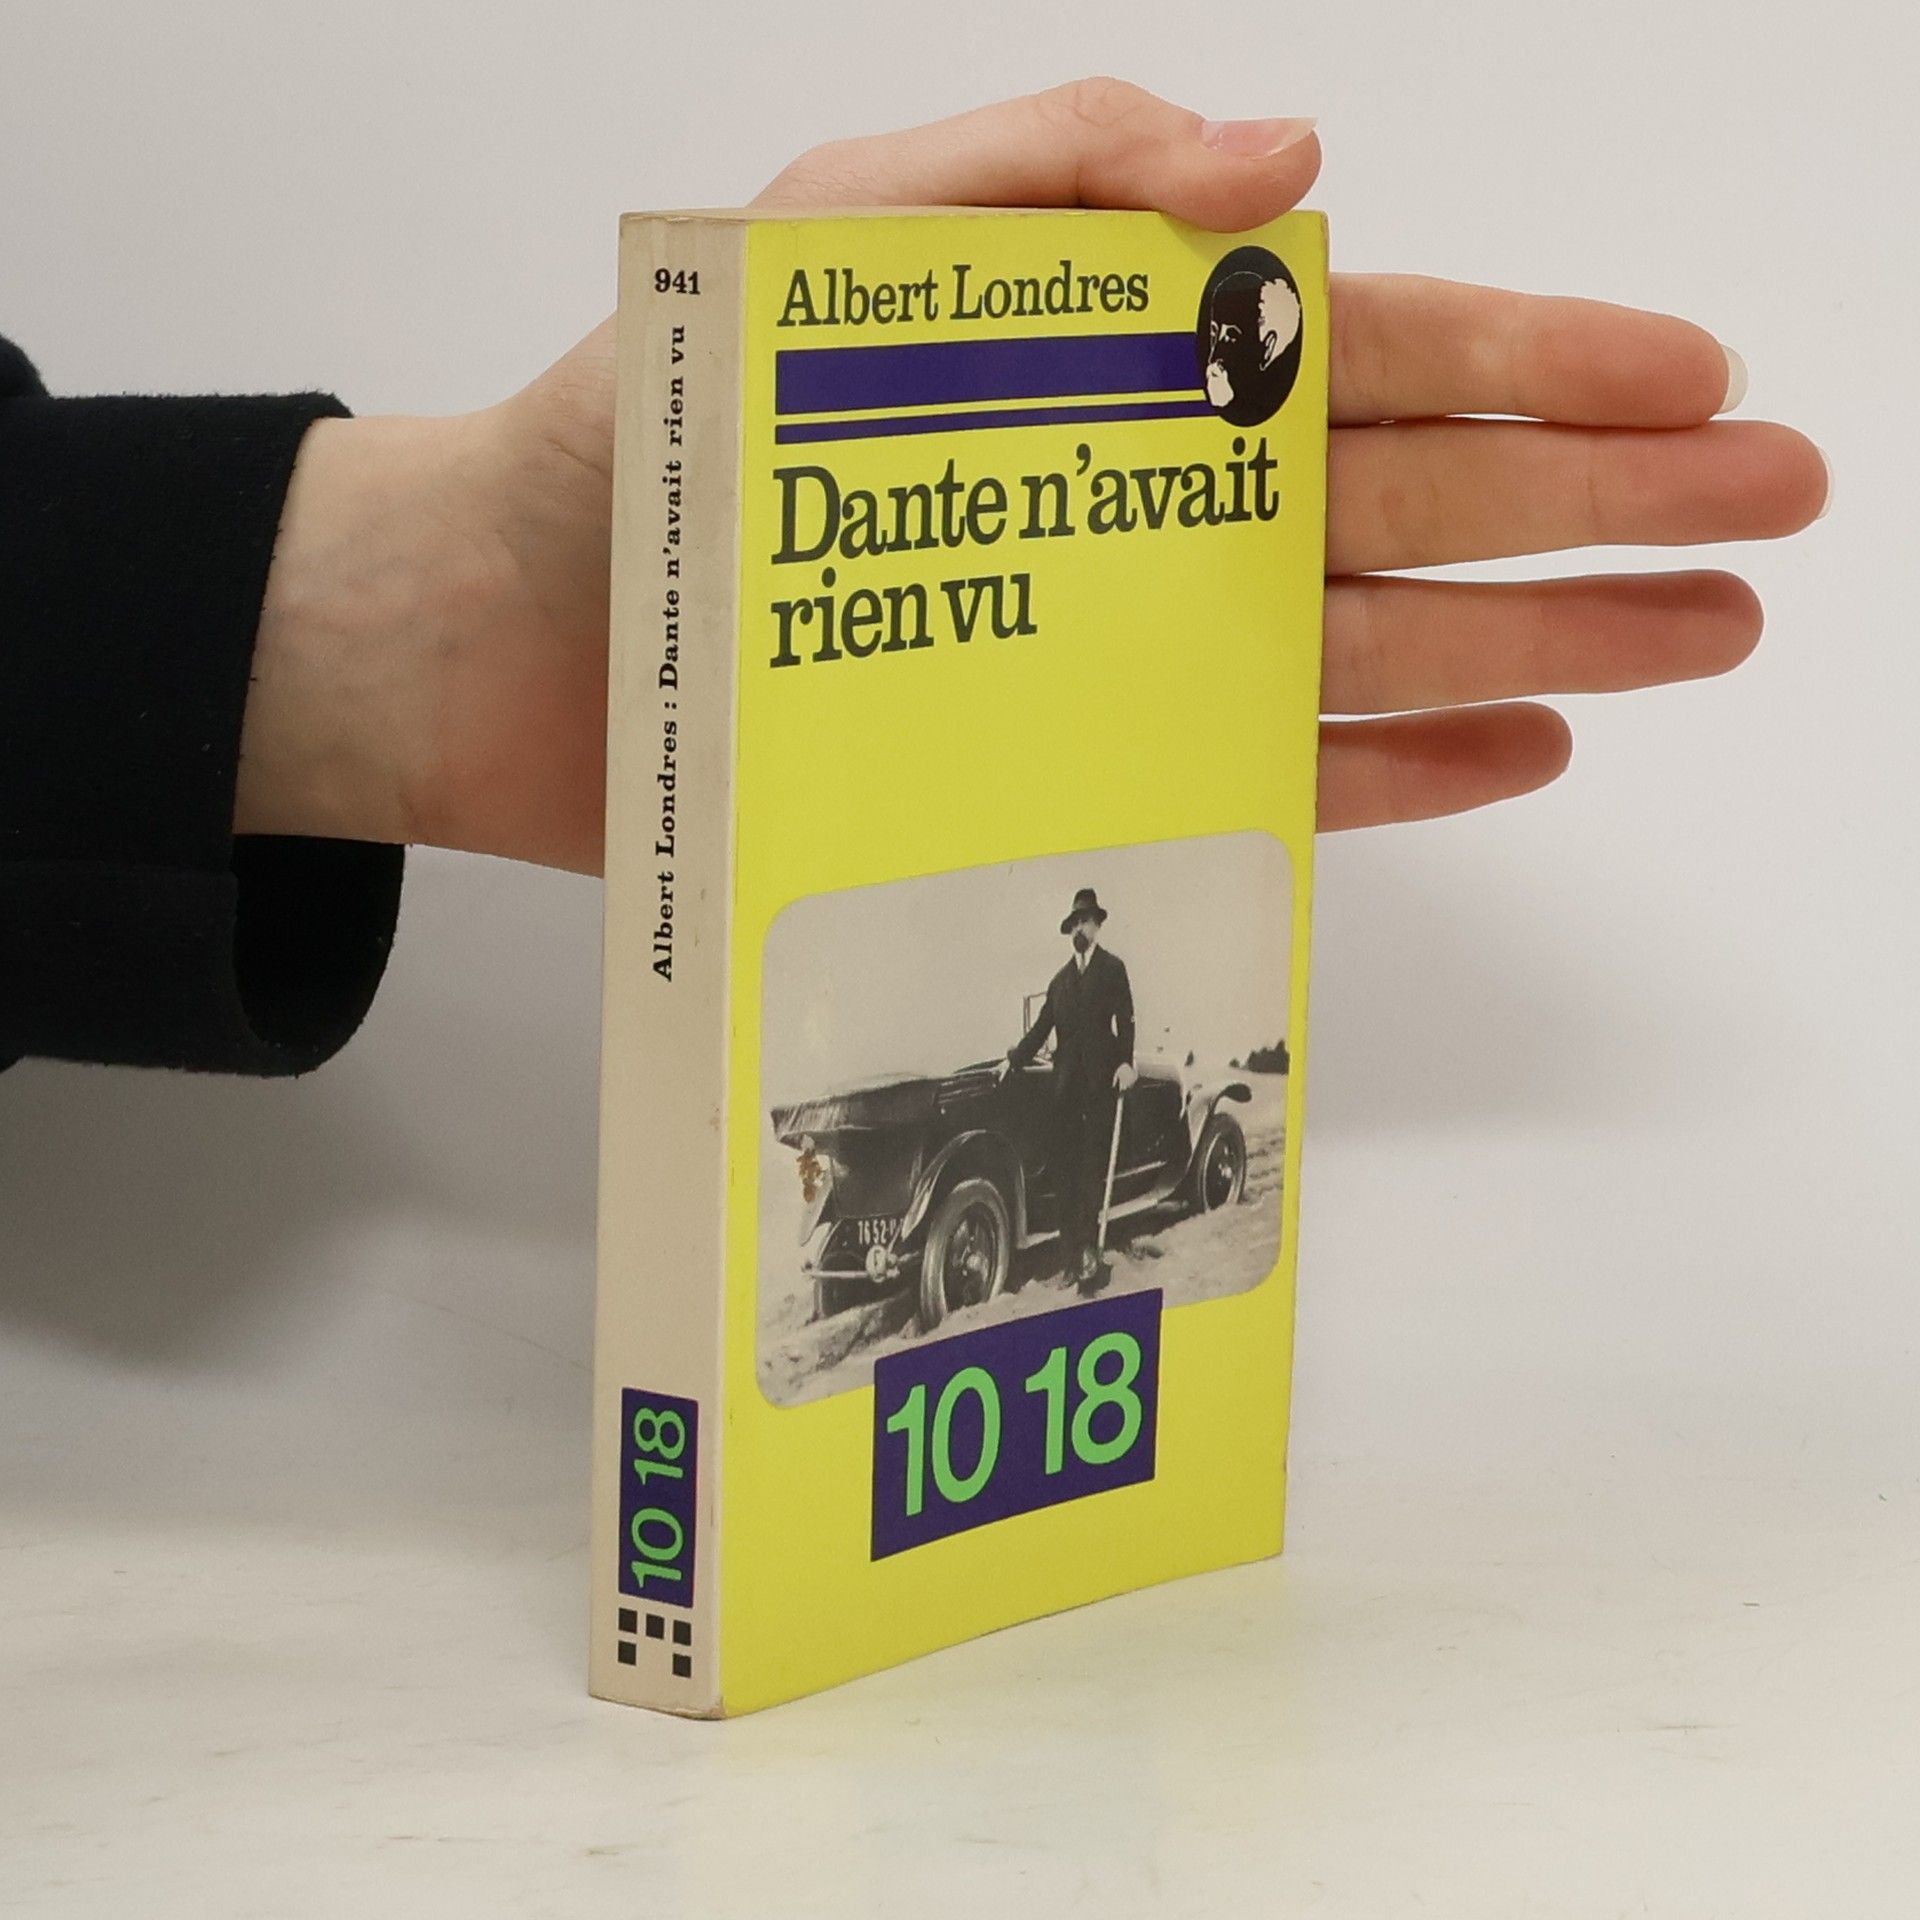 941
Albert Londres : Dante n'avait rien vu
10 18
Albert Londres
Dante n'avait
rien vu
10 18